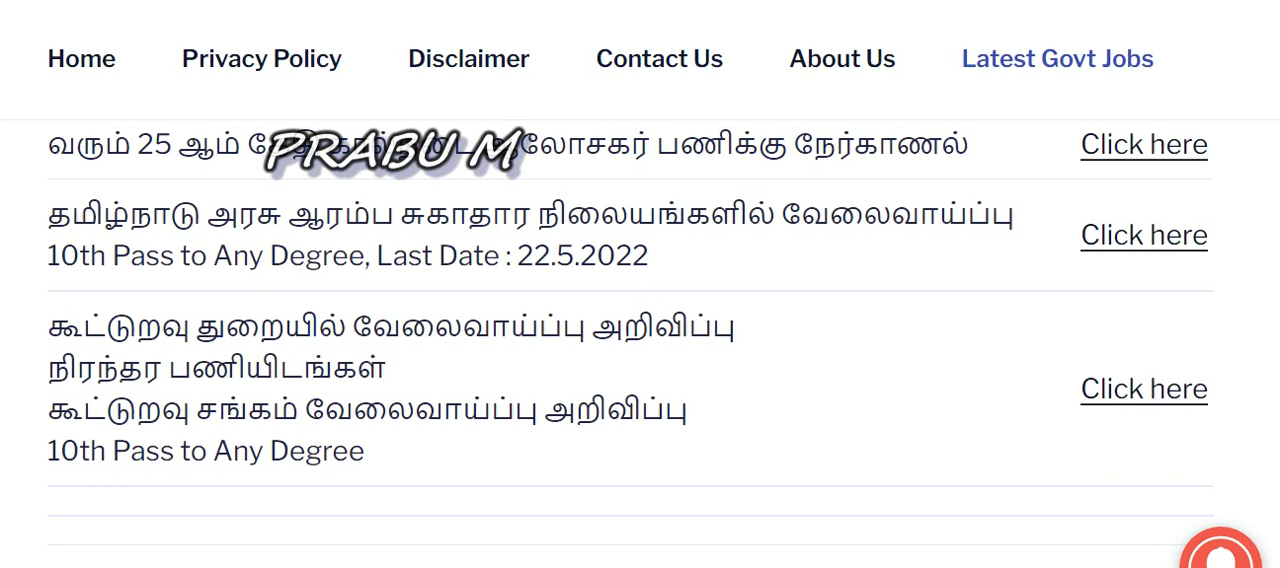 Home Privacy Policy Disclaimer Contact Us About Us Latest Govt Jobs
வரும் 25 ஆம் பணிக்கு நேர்காணல் Click here
PRABU M
தமிழ்நாடு அரசு ஆரம்ப சுகாதார நிலையங்களில் வேலைவாய்ப்பு
10th Pass to Any Degree, Last Date : 22.5.2022
Click here
கூட்டுறவு துறையில் வேலைவாய்ப்பு அறிவிப்பு
நிரந்தர பணியிடங்கள்
கூட்டுறவு சங்கம் வேலைவாய்ப்பு அறிவிப்பு
10th Pass to Any Degree
Click here